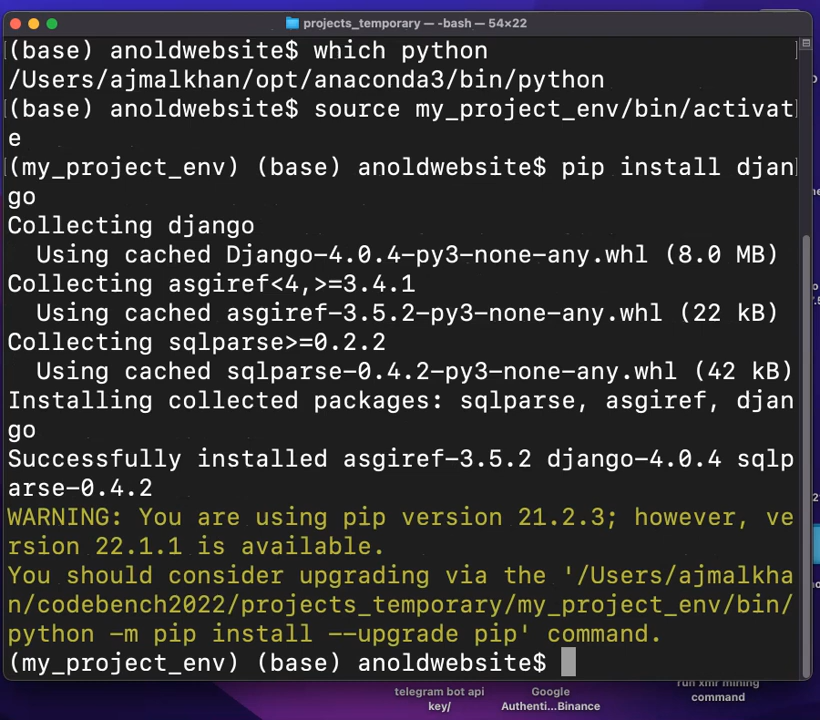 projects_temporary — -bash — 54×22
(base) anoldwebsite$ which python
/Users/ajmalkhan/opt/anaconda3/bin/python
(base) anoldwebsite$ source my_project_env/bin/activat
e
(my_project_env) (base) anoldwebsite$ pip install djan
go
Collecting django
  Using cached Django-4.0.4-py3-none-any.whl (8.0 MB)
Collecting asgiref<4,>=3.4.1
  Using cached asgiref-3.5.2-py3-none-any.whl (22 kB)
Collecting sqlparse>=0.2.2
  Using cached sqlparse-0.4.2-py3-none-any.whl (42 kB)
Installing collected packages: sqlparse, asgiref, djan
go
Successfully installed asgiref-3.5.2 django-4.0.4 sqlp
arse-0.4.2
WARNING: You are using pip version 21.2.3; however, ve
rsion 22.1.1 is available.
You should consider upgrading via the '/Users/ajmalkha
n/codebench2022/projects_temporary/my_project_env/bin/
python -m pip install --upgrade pip' command.
(my_project_env) (base) anoldwebsite$
telegram bot api
key/
Google
Authenti...Binance
run xmr mining
command